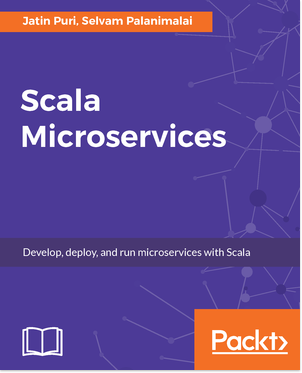 Jatin Puri, Selvam Palanimalai
Scala
Microservices
Develop, deploy, and run microservices with Scala
Packt>